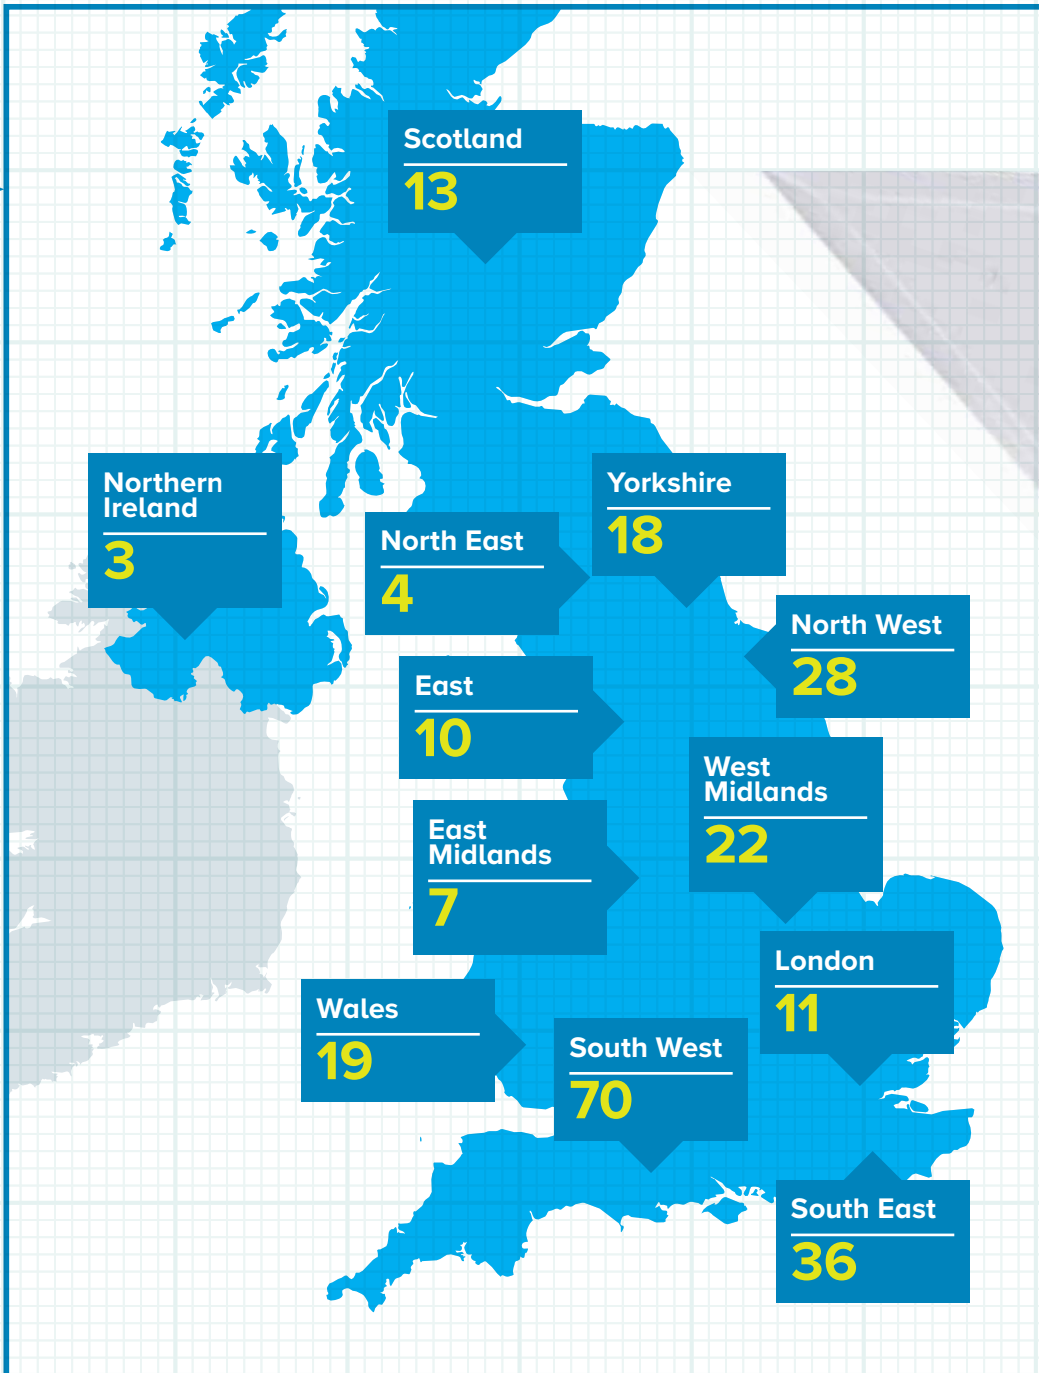 Scotland
13
Northern
Ireland
3
Yorkshire
18
North East
4
North West
28
East
10
West
Midlands
22
East
Midlands
7
London
11
Wales
19
South West
70
South East
36